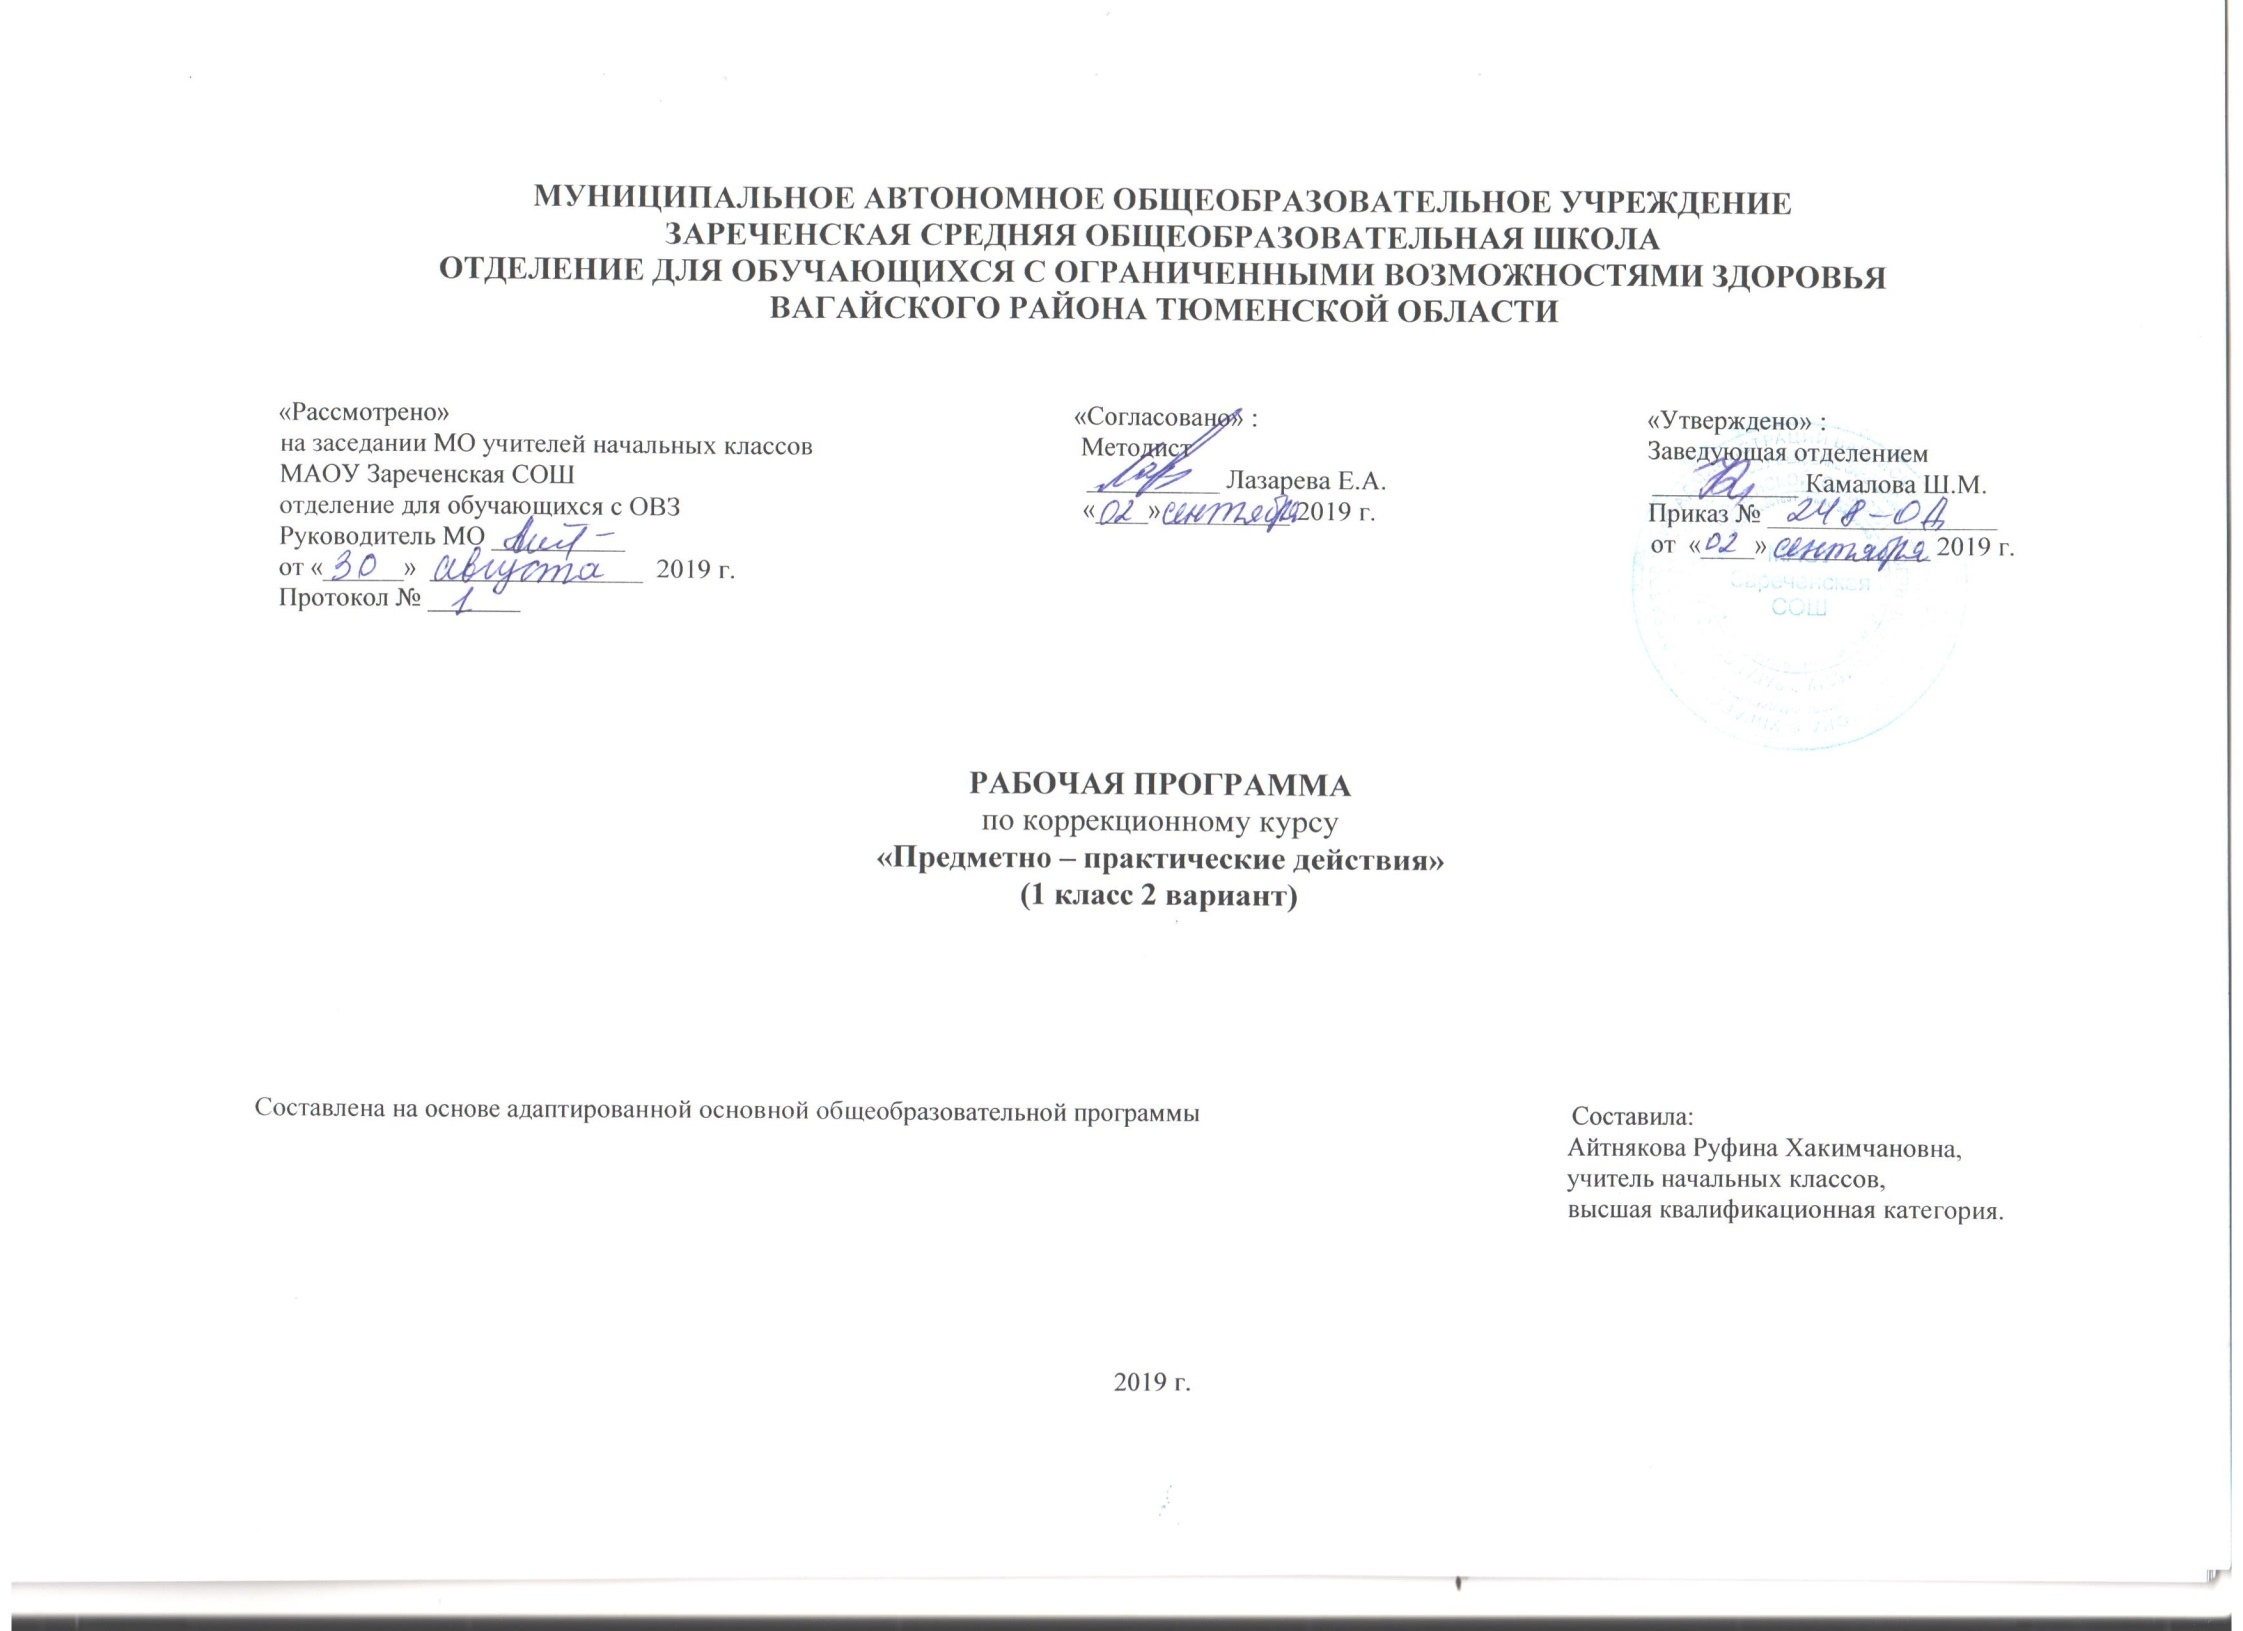 МУНИЦИПАЛЬНОЕ АВТОНОМНОЕ ОБЩЕОБРАЗОВАТЕЛЬНОЕ УЧРЕЖДЕНИЕ
ЗАРЕЧЕНСКАЯ СРЕДНЯЯ ОБЩЕОБРАЗОВАТЕЛЬНАЯ ШКОЛА
ОТДЕЛЕНИЕ ДЛЯ ОБУЧАЮЩИХСЯ С ОГРАНИЧЕННЫМИ ВОЗМОЖНОСТЯМИ ЗДОРОВЬЯ
ВАГАЙСКОГО РАЙОНА ТЮМЕНСКОЙ ОБЛАСТИ
«Рассмотрено»
на заседании МО учителей начальных классов
МАОУ Зареченская СОШ
отделение для обучающихся с ОВЗ
Руководитель МО
от «30» августа 2019 г.
Протокол № 1
«Согласовано» :
Методист
Лазарева Е.А.
«02» сентября 2019 г.
«Утверждено» :
Заведующая отделением
Камалова Ш.М.
Приказ № 248-ОД
от «02» сентября 2019 г.
Зареченская
СОШ
РАБОЧАЯ ПРОГРАММА
по коррекционному курсу
«Предметно – практические действия»
(1 класс 2 вариант)
Составлена на основе адаптированной основной общеобразовательной программы
Составила:
Айтнякова Руфина Хакимчановна,
учитель начальных классов,
высшая квалификационная категория.
2019 г.